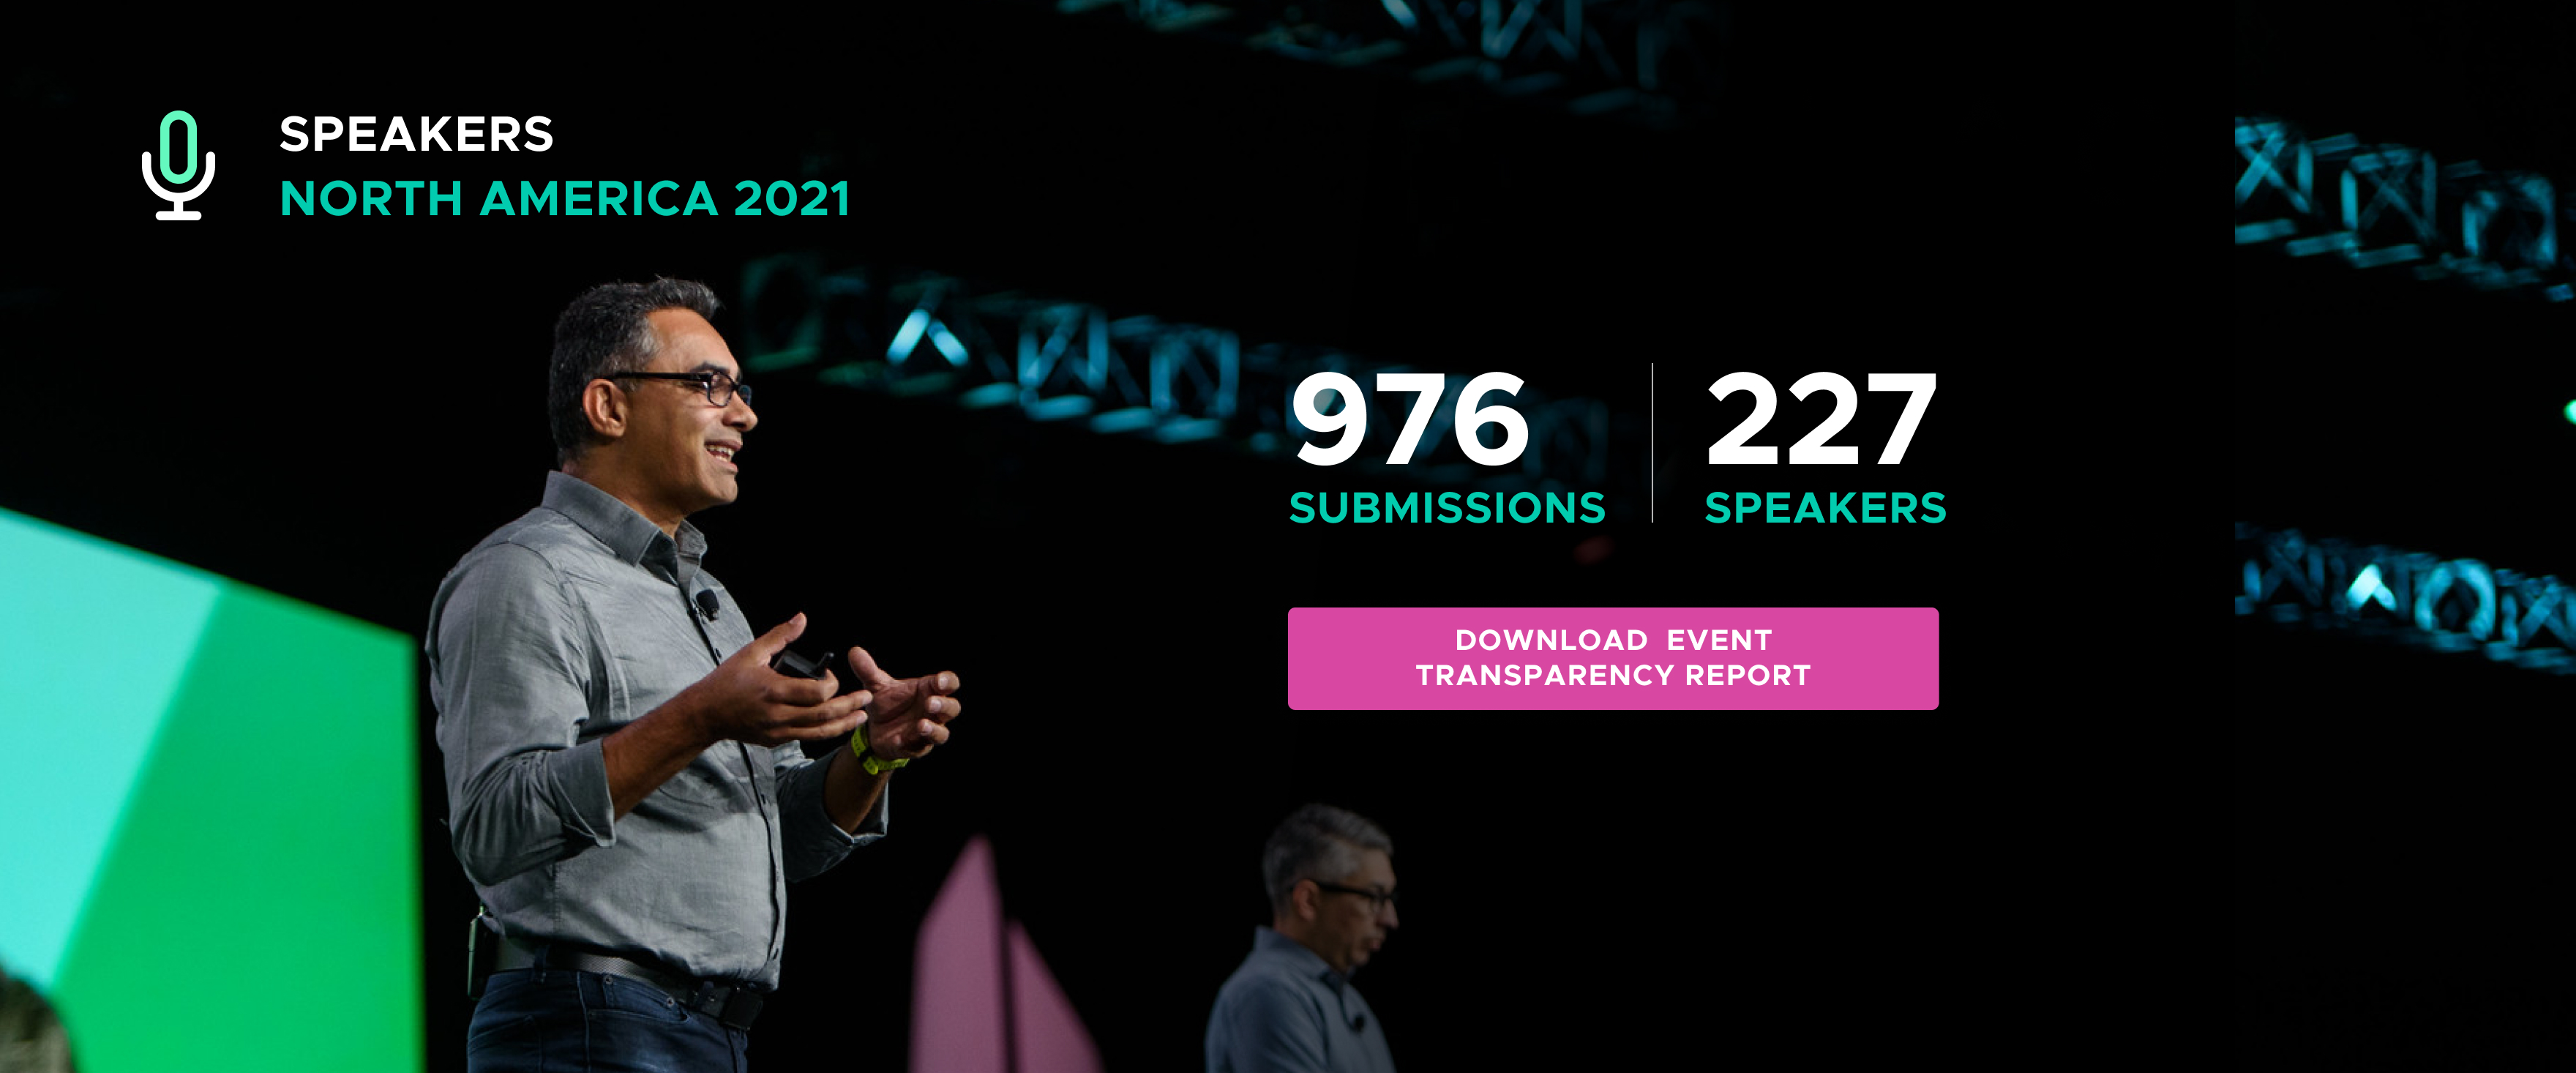 SPEAKERS
NORTH AMERICA 2021
976
SUBMISSIONS
227
SPEAKERS
DOWNLOAD EVENT
TRANSPARENCY REPORT